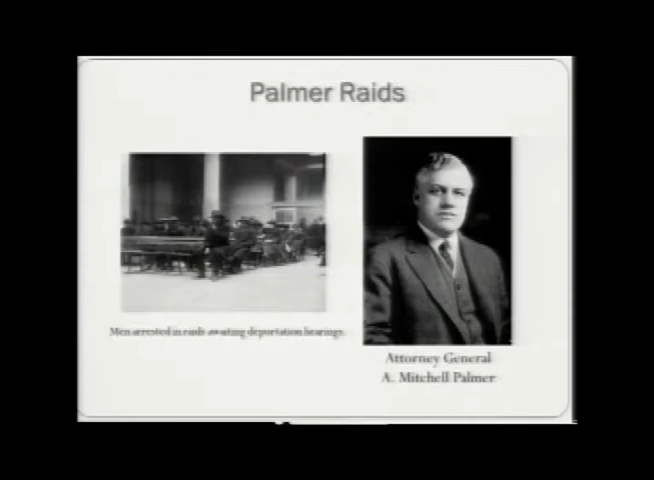 Palmer Raids
Men arrested in raids awaiting deportation hearings.
Attorney General
A. Mitchell Palmer